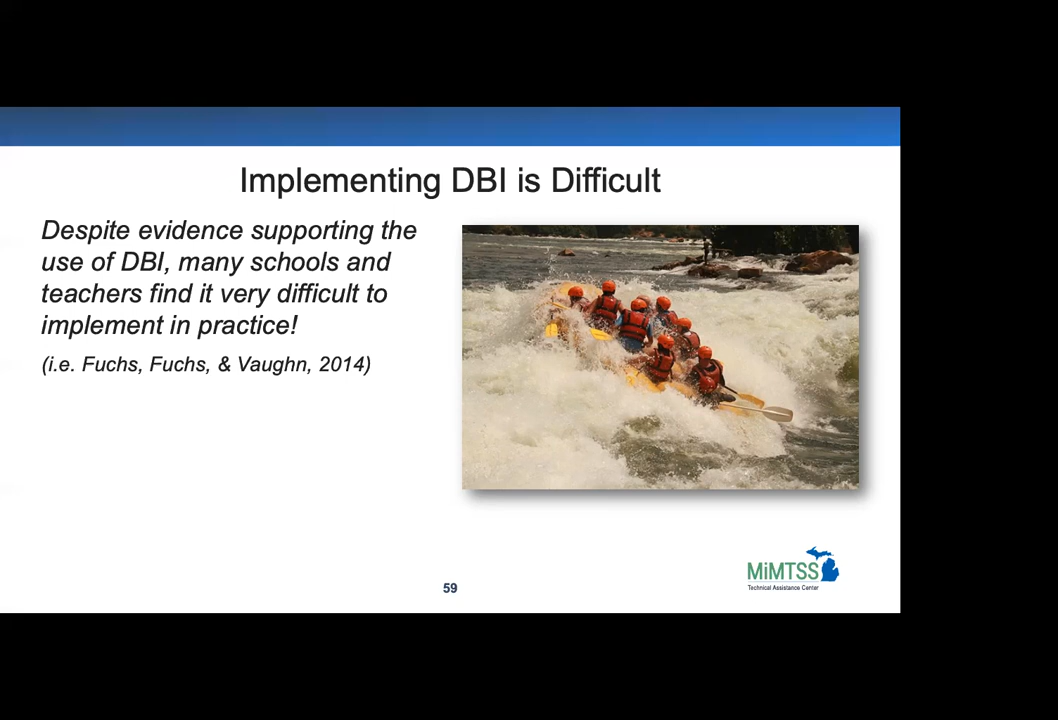 Implementing DBI is Difficult
Despite evidence supporting the
use of DBI, many schools and
teachers find it very difficult to
implement in practice!
(i.e. Fuchs, Fuchs, & Vaughn, 2014)
59
MiMTSS
Technical Assistance Center